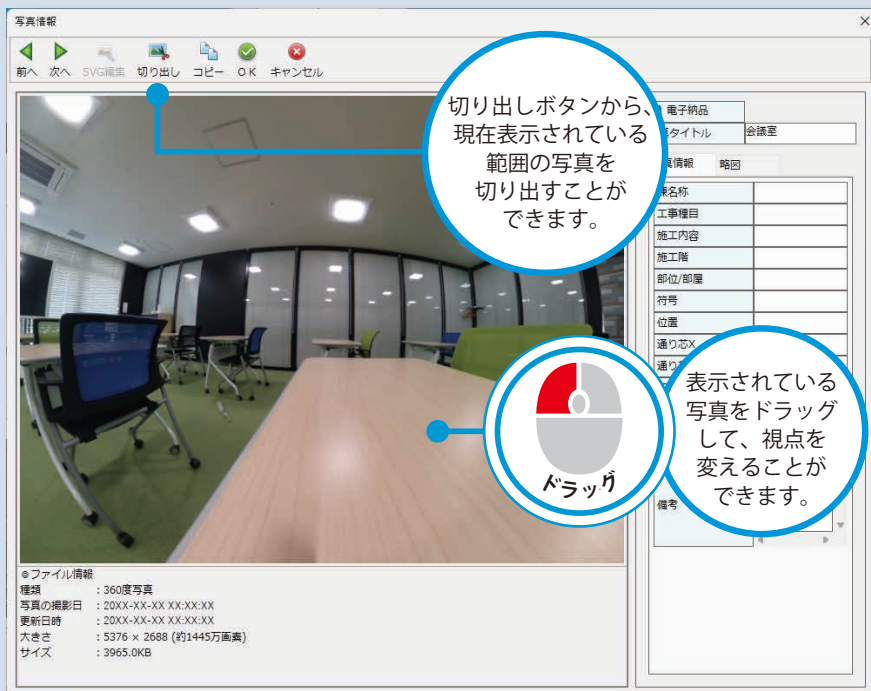 写真情報
前へ 次へ SVG編集 切り出し コピー OK キャンセル
切り出しボタンから、
現在表示されている
範囲の写真を
切り出すことが
できます。
電子納品
タイトル 会議室
情報 略図
名称
工事種目
施工内容
施工階
部位/部屋
符号
位置
通り芯X
通り
表示されている
写真をドラッグ
して、視点を
変えることが
できます。
ドラッグ
備考
◎ファイル情報
種類 : 360度写真
写真の撮影日 : 20XX-XX-XX XX:XX:XX
更新日時 : 20XX-XX-XX XX:XX:XX
大きさ : 5376 × 2688 (約1445万画素)
サイズ : 3965.0KB